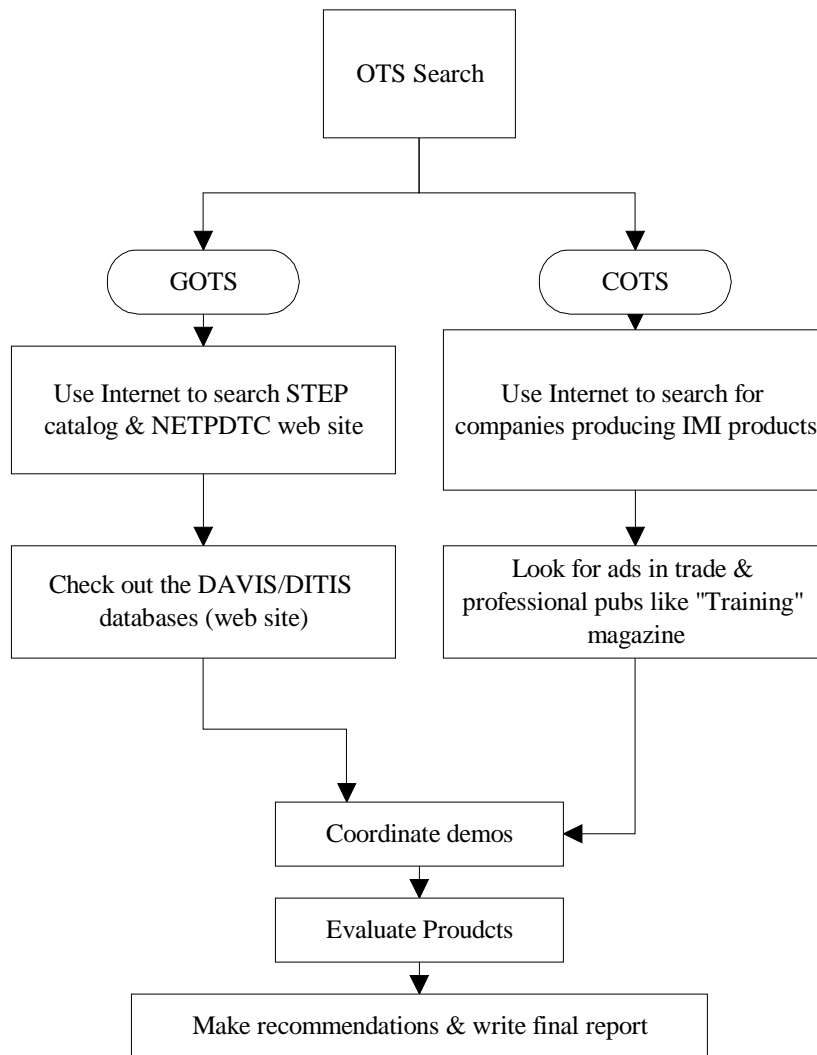 OTS Search
GOTS
COTS
Use Internet to search STEP
catalog & NETPDTC web site
Use Internet to search for
companies producing IMI products
Check out the DAVIS/DITIS
databases (web site)
Look for ads in trade &
professional pubs like "Training"
magazine
Coordinate demos
Evaluate Proudcts
Make recommendations & write final report